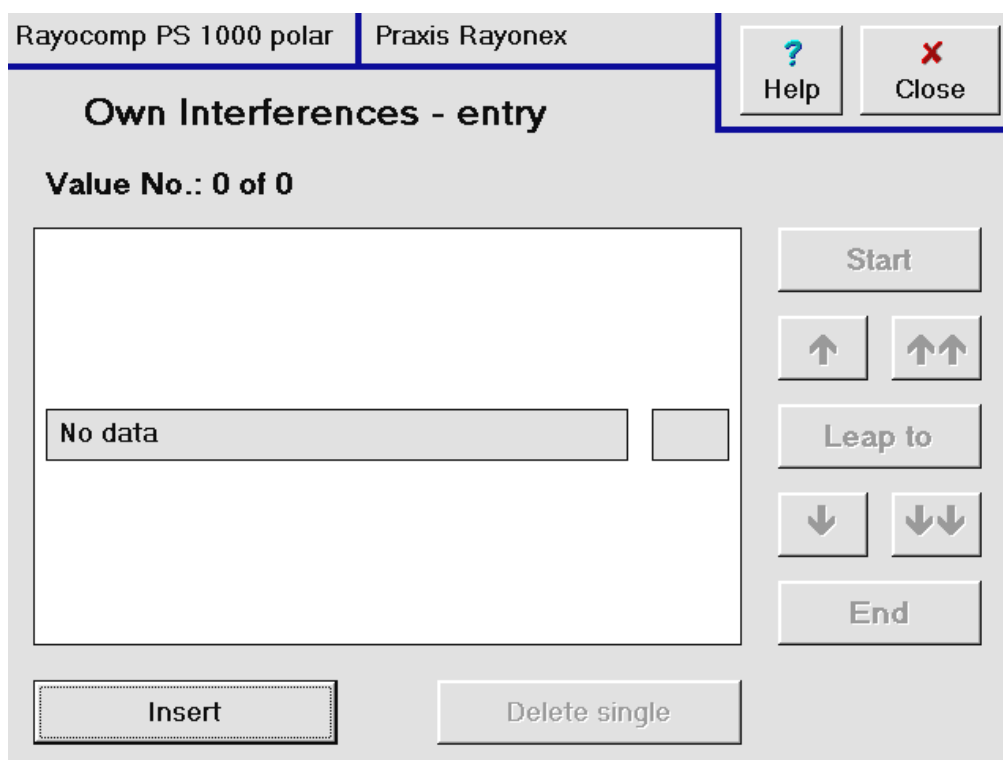 Rayocomp PS 1000 polar
Praxis Rayonex
?
Help
Close
Own Interferences - entry
Value No.: 0 of 0
Start
No data
Leap to
End
Insert
Delete single